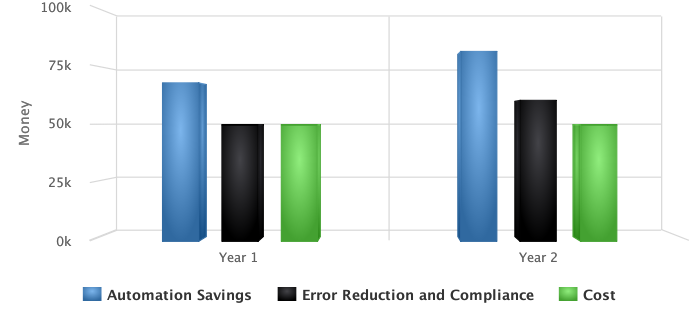 100k
75k
50k
25k
0k
Money
Year 1
Year 2
Automation Savings
Error Reduction and Compliance
Cost